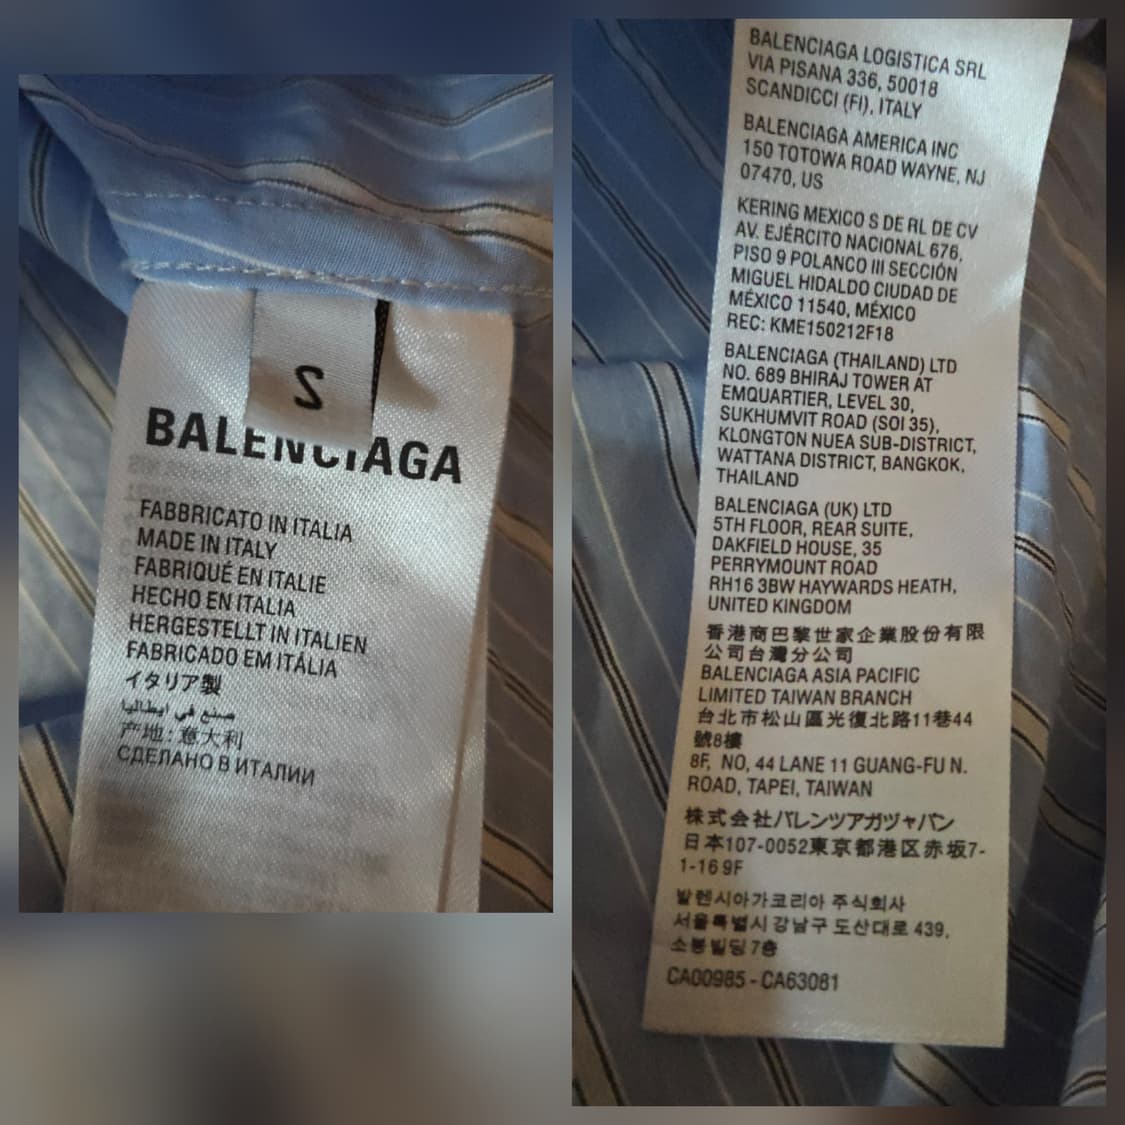 S
BALENCIAGA
FABBRICATO IN ITALIA
MADE IN ITALY
FABRIQUÉ EN ITALIE
HECHO EN ITALIA
HERGESTELLT IN ITALIEN
FABRICADO EM ITÁLIA
イタリア製
صنع في ايطاليا
产地: 意大利
СДЕЛАНО В ИТАЛИИ
BALENCIAGA LOGISTICA SRL
VIA PISANA 336, 50018
SCANDICCI (FI), ITALY
BALENCIAGA AMERICA INC
150 TOTOWA ROAD WAYNE, NJ
07470, US
KERING MEXICO S DE RL DE CV
AV. EJÉRCITO NACIONAL 676,
PISO 9 POLANCO III SECCIÓN
MIGUEL HIDALGO CIUDAD DE
MÉXICO 11540, MÉXICO
REC: KME150212F18
BALENCIAGA (THAILAND) LTD
NO. 689 BHIRAJ TOWER AT
EMQUARTIER, LEVEL 30,
SUKHUMVIT ROAD (SOI 35),
KLONGTON NUEA SUB-DISTRICT,
WATTANA DISTRICT, BANGKOK,
THAILAND
BALENCIAGA (UK) LTD
5TH FLOOR, REAR SUITE,
OAKFIELD HOUSE, 35
PERRYMOUNT ROAD
RH16 3BW HAYWARDS HEATH,
UNITED KINGDOM
香港商巴黎世家企業股份有限
公司台灣分公司
BALENCIAGA ASIA PACIFIC
LIMITED TAIWAN BRANCH
台北市松山區光復北路11巷44
號8樓
8F, NO, 44 LANE 11 GUANG-FU N.
ROAD, TAPEI, TAIWAN
株式会社バレンツアガヅャパン
日本107-0052東京都港区赤坂7-
1-16 9F
발렌시아가코리아 주식회사
서울특별시 강남구 도산대로 439,
소봉빌딩 7층
CA00985 - CA63081